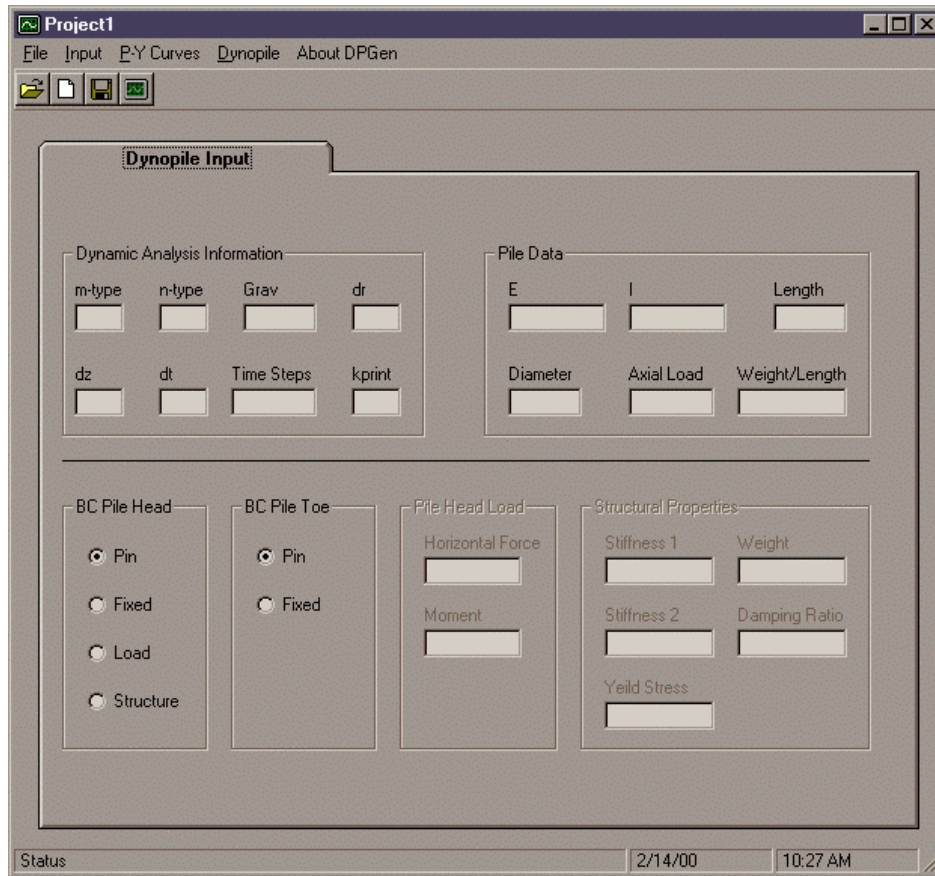 Project1
File Input P-Y Curves Dynopile About DPGen
Dynopile Input
Dynamic Analysis Information
m-type n-type Grav dr
dz dt Time Steps kprint
Pile Data
E I Length
Diameter Axial Load Weight/Length
BC Pile Head
Pin
Fixed
Load
Structure
BC Pile Toe
Pin
Fixed
Pile Head Load
Horizontal Force
Moment
Structural Properties
Stiffness 1 Weight
Stiffness 2 Damping Ratio
Yeild Stress
Status 2/14/00 10:27 AM